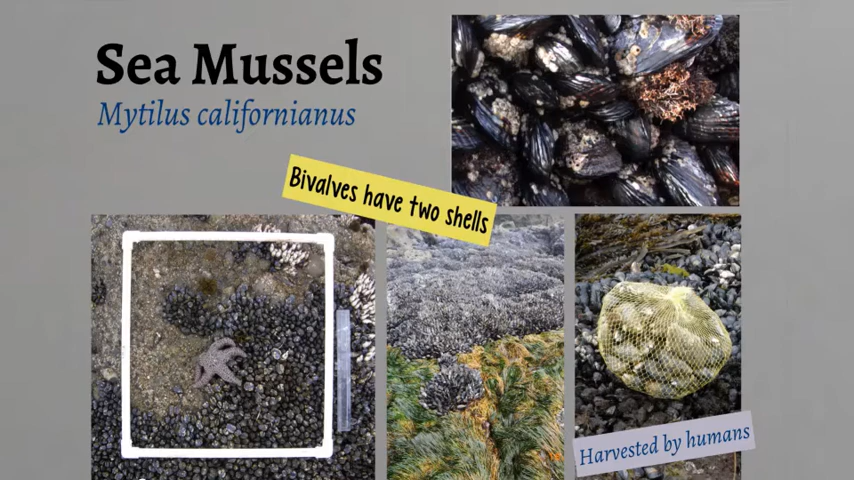 Sea Mussels
Mytilus californianus
Bivalves have two shells
Harvested by humans